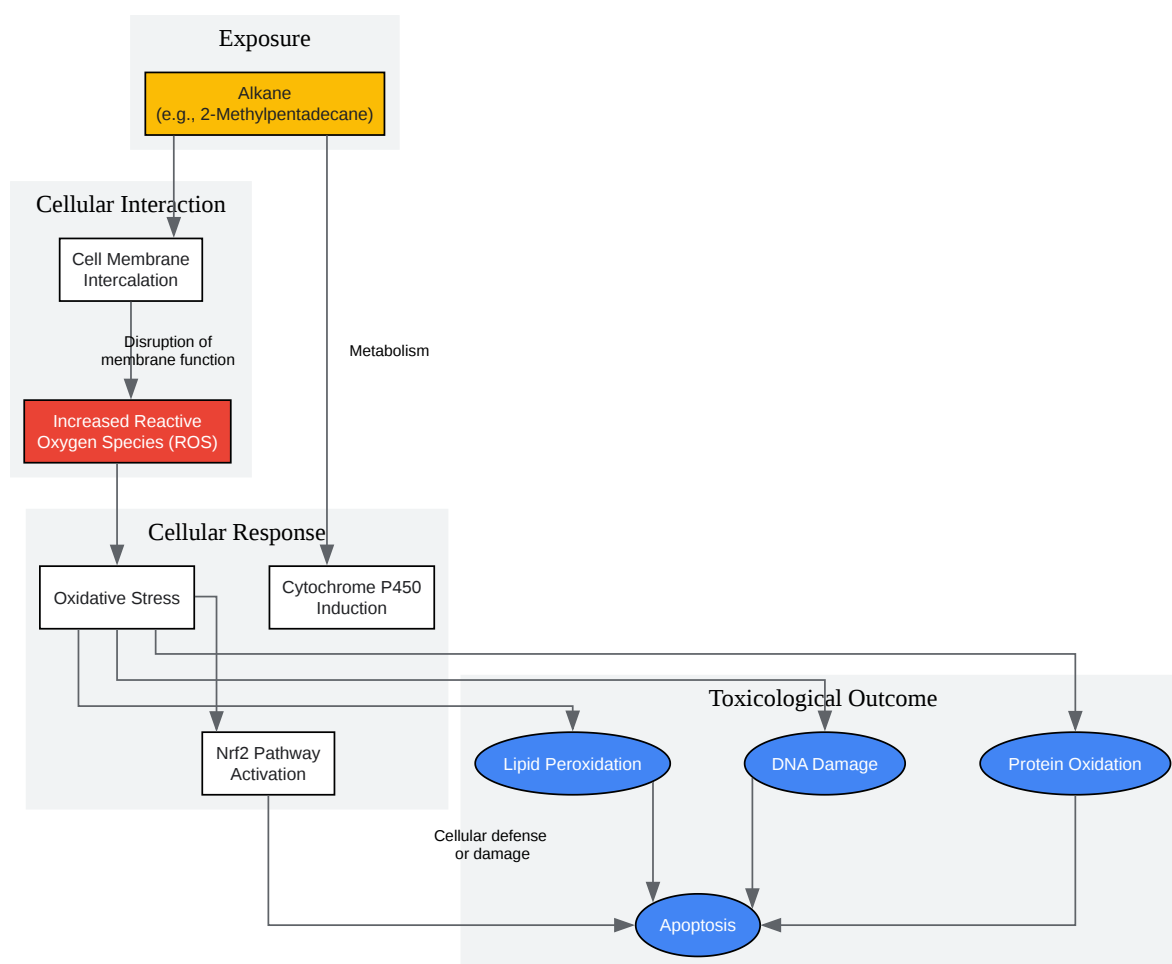 Exposure
Alkane
(e.g., 2-Methylpentadecane)
Cellular Interaction
Cell Membrane
Intercalation
Disruption of
membrane function
Metabolism
Increased Reactive
Oxygen Species (ROS)
Cellular Response
Oxidative Stress
Cytochrome P450
Induction
Toxicological Outcome
Nrf2 Pathway
Activation
Lipid Peroxidation
DNA Damage
Protein Oxidation
Cellular defense
or damage
Apoptosis